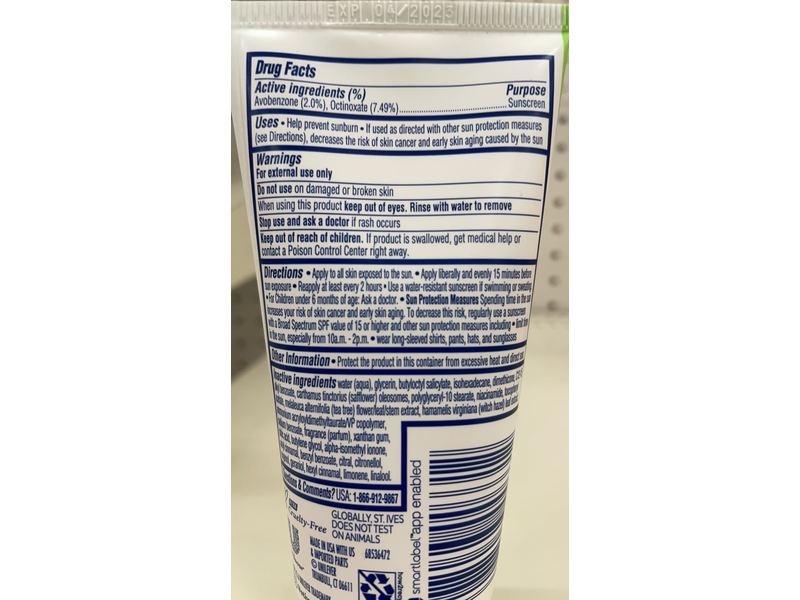 EXP 04/2023
Drug Facts
Active ingredients (%) Purpose
Avobenzone (2.0%), Octinoxate (7.49%)........................Sunscreen
Uses • Help prevent sunburn • If used as directed with other sun protection measures
(see Directions), decreases the risk of skin cancer and early skin aging caused by the sun
Warnings
For external use only
Do not use on damaged or broken skin
When using this product keep out of eyes. Rinse with water to remove
Stop use and ask a doctor if rash occurs
Keep out of reach of children. If product is swallowed, get medical help or
contact a Poison Control Center right away.
Directions • Apply to all skin exposed to the sun. • Apply liberally and evenly 15 minutes before
sun exposure • Reapply at least every 2 hours • Use a water-resistant sunscreen if swimming or sweating
• For Children under 6 months of age: Ask a doctor. • Sun Protection Measures Spending time in the sun
increases your risk of skin cancer and early skin aging. To decrease this risk, regularly use a sunscreen
with a Broad Spectrum SPF value of 15 or higher and other sun protection measures including • limit time
in the sun, especially from 10a.m. - 2p.m. • wear long-sleeved shirts, pants, hats, and sunglasses
Other Information • Protect the product in this container from excessive heat and direct sun
Inactive ingredients water (aqua), glycerin, butyloctyl salicylate, isohexadecane, dimethicone,
benzoate, carthamus tinctorius (safflower) oleosomes, polyglyceryl-10 stearate, niacinamide,
melaleuca alternifolia (tea tree) flower/leaf/stem extract, hamamelis virginiana (witch hazel) leaf
acryloyldimethyltaurate/VP copolymer,
benzoate, fragrance (parfum), xanthan gum,
acid, butylene glycol, alpha-isomethyl ionone,
benzyl benzoate, citral, citronellol,
geraniol, hexyl cinnamal, limonene, linalool.
& Comments? USA: 1-866-912-9867
Cruelty-Free
GLOBALLY, ST. IVES
DOES NOT TEST
ON ANIMALS
MADE IN USA WITH US
& IMPORTED PARTS
© UNILEVER
TRUMBULL, CT 06611
TRADEMARK
68536472
how2recycle
smartlabel™ app enabled